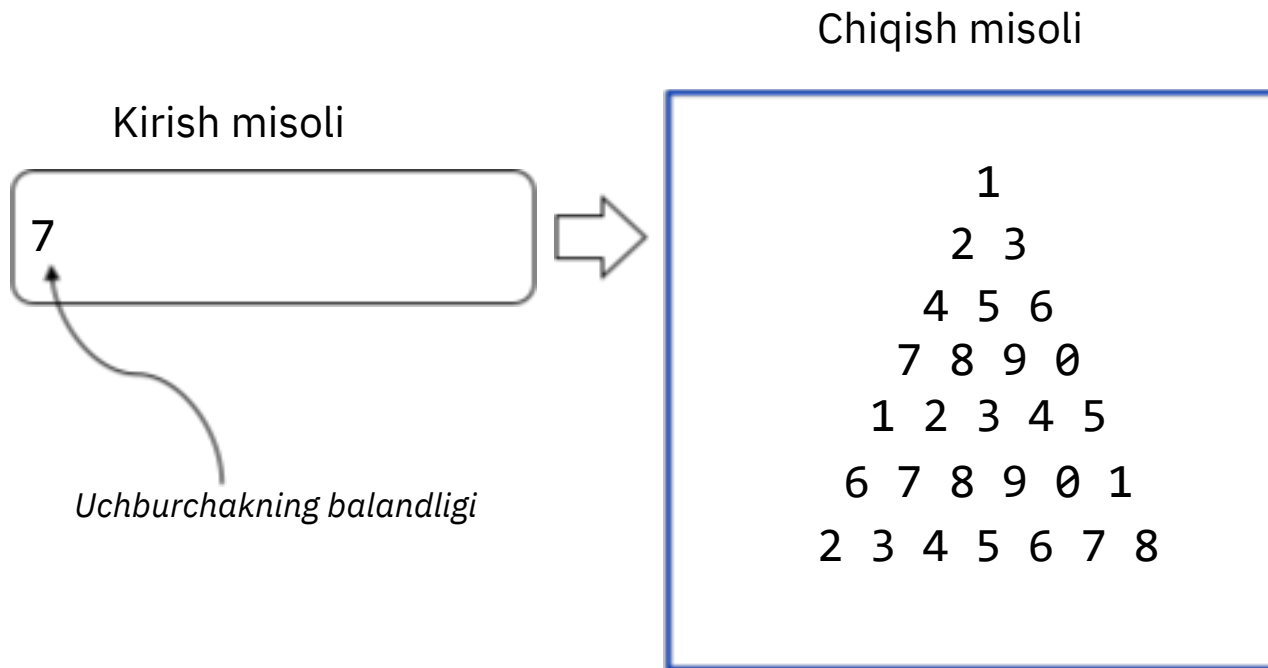 Kirish misoli
7
Uchburchakning balandligi
Chiqish misoli
1
2 3
4 5 6
7 8 9 0
1 2 3 4 5
6 7 8 9 0 1
2 3 4 5 6 7 8